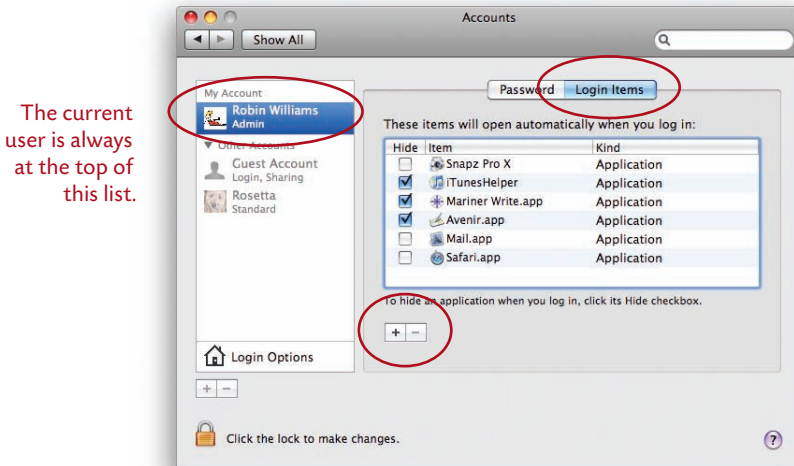 Accounts
Show All
The current
user is always
at the top of
this list.
My Account
Robin Williams
Admin
Other Accounts
Guest Account
Login, Sharing
Rosetta
Standard
Login Options
Password Login Items
These items will open automatically when you log in:
Hide Item Kind
Snapz Pro X Application
iTunesHelper Application
Mariner Write.app Application
Avenir.app Application
Mail.app Application
Safari.app Application
To hide an application when you log in, click its Hide checkbox.
+ −
+ −
Click the lock to make changes.
?